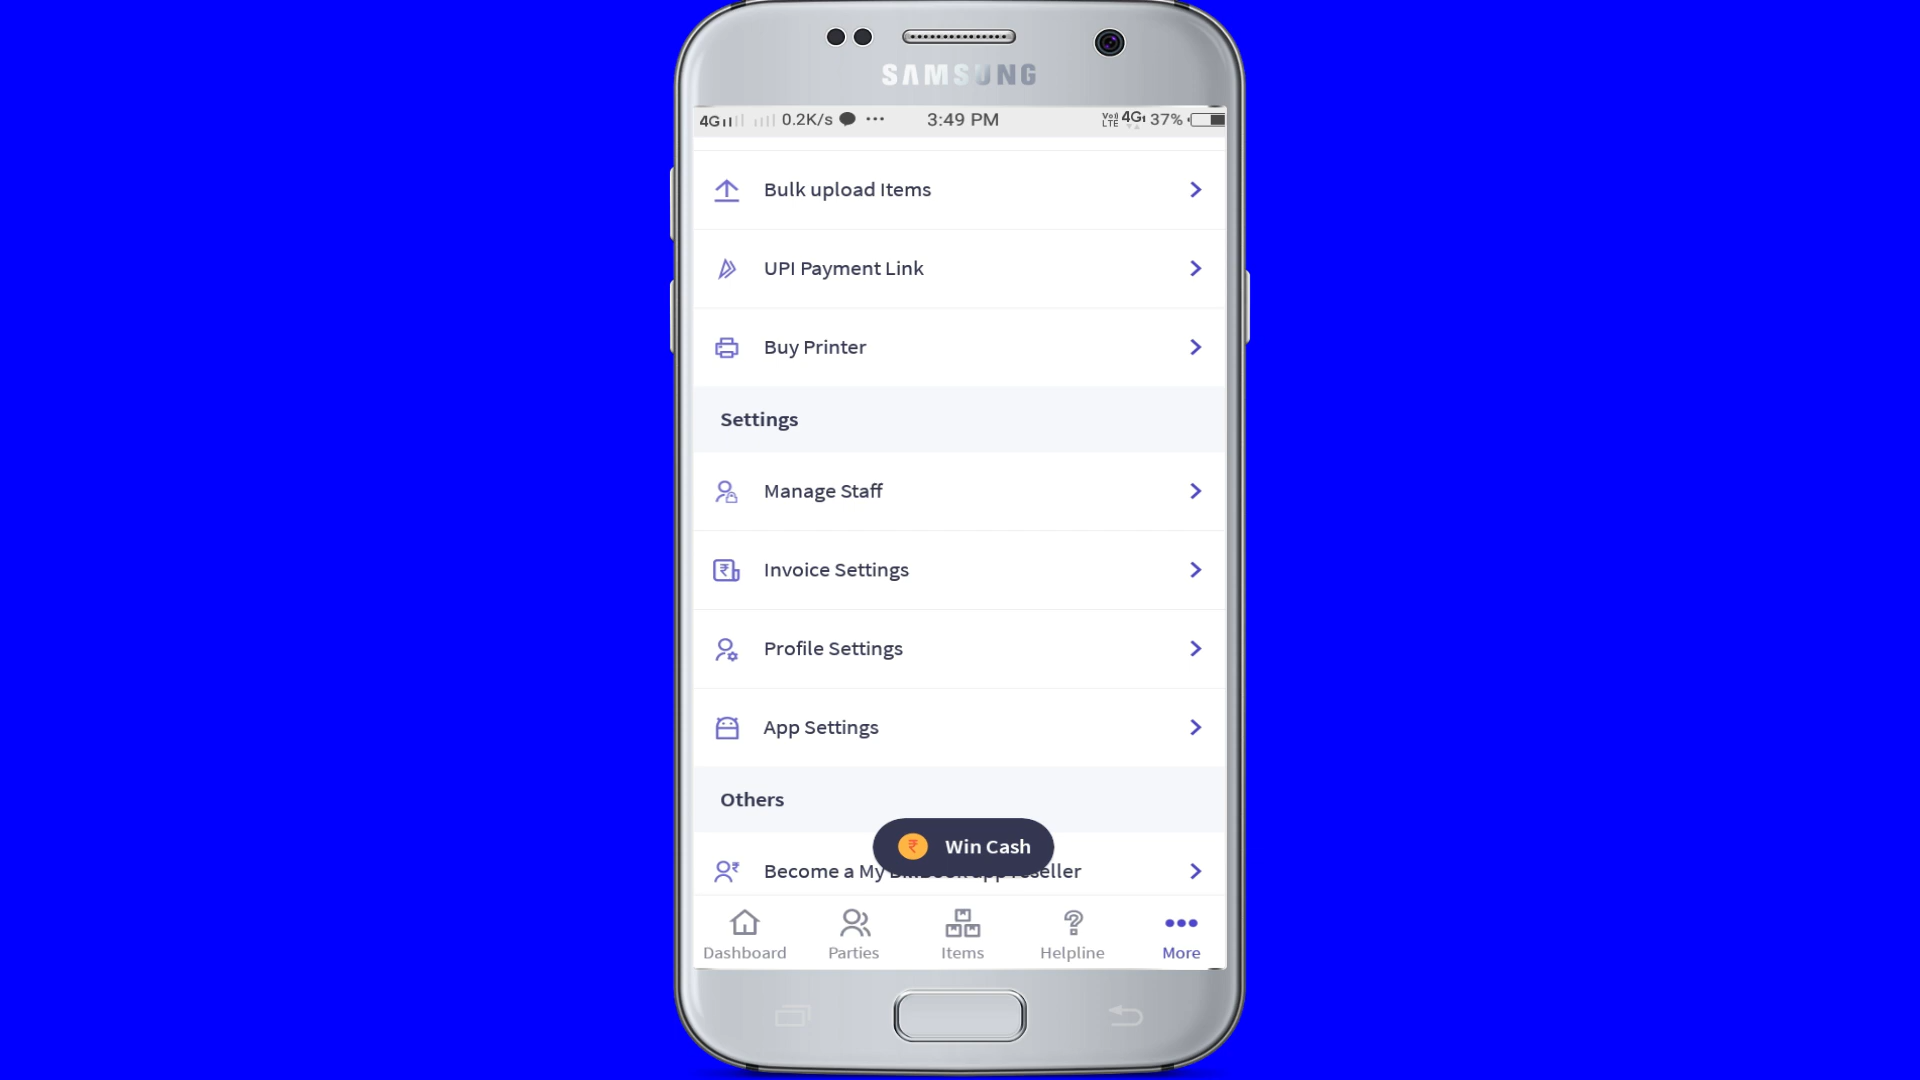 SAMSUNG
4G 0.2K/s ... 3:49 PM VoLTE 4G 37%
Bulk upload Items
UPI Payment Link
Buy Printer
Settings
Manage Staff
₹ Invoice Settings
Profile Settings
App Settings
Others
₹ Win Cash
Become a My BillBook app reseller
Dashboard Parties Items Helpline More